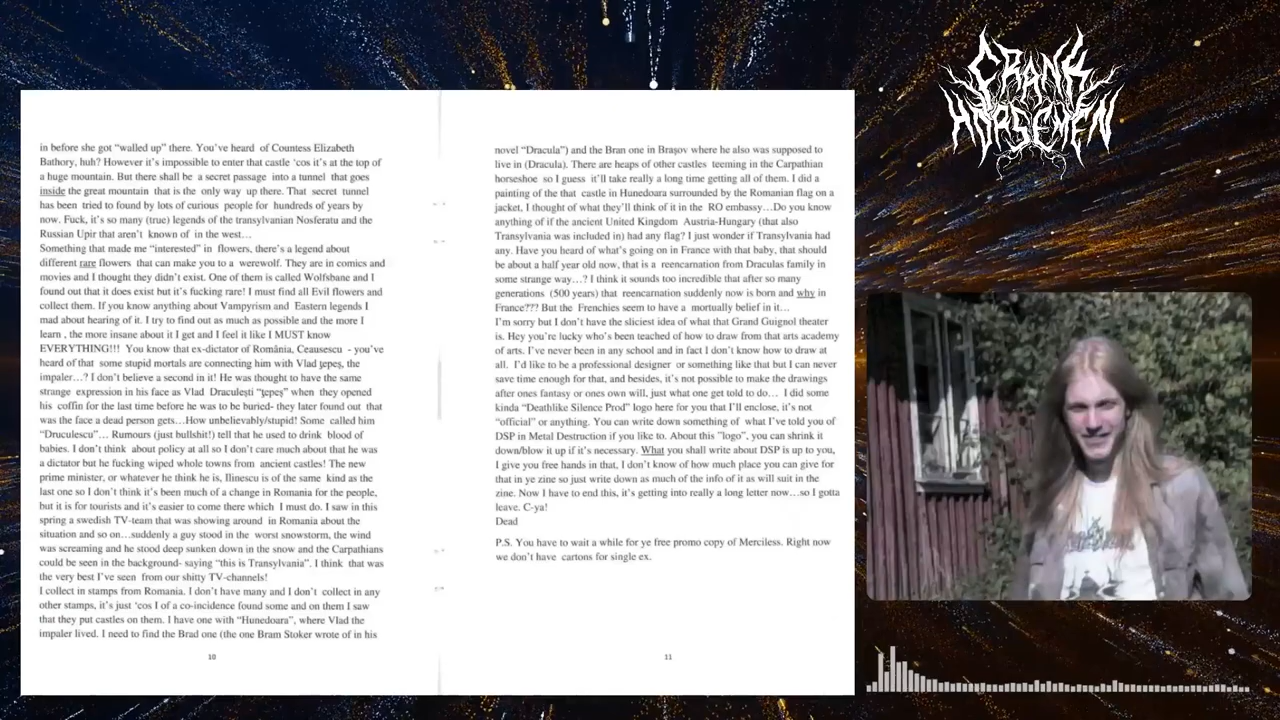 CRANK
HORSEMEN
in before she got “walled up” there. You’ve heard of Countess Elizabeth
Bathory, huh? However it’s impossible to enter that castle ‘cos it’s at the top of
a huge mountain. But there shall be a secret passage into a tunnel that goes
inside the great mountain that is the only way up there. That secret tunnel
has been tried to found by lots of curious people for hundreds of years by
now. Fuck, it’s so many (true) legends of the transylvanian Nosferatu and the
Russian Upir that aren’t known of in the west…
Something that made me “interested” in flowers, there’s a legend about
different rare flowers that can make you to a werewolf. They are in comics and
movies and I thought they didn’t exist. One of them is called Wolfsbane and I
found out that it does exist but it’s fucking rare! I must find all Evil flowers and
collect them. If you know anything about Vampyrism and Eastern legends I
mad about hearing of it. I try to find out as much as possible and the more I
learn , the more insane about it I get and I feel it like I MUST know
EVERYTHING!!! You know that ex-dictator of România, Ceausescu - you’ve
heard of that some stupid mortals are connecting him with Vlad ţepeş, the
impaler…? I don’t believe a second in it! He was thought to have the same
strange expression in his face as Vlad Draculeşti “ţepeş” when they opened
his coffin for the last time before he was to be buried- they later found out that
was the face a dead person gets…How unbelievably/stupid! Some called him
“Druculescu”… Rumours (just bullshit!) tell that he used to drink blood of
babies. I don’t think about policy at all so I don’t care much about that he was
a dictator but he fucking wiped whole towns from ancient castles! The new
prime minister, or whatever he think he is, Ilinescu is of the same kind as the
last one so I don’t think it’s been much of a change in Romania for the people,
but it is for tourists and it’s easier to come there which I must do. I saw in this
spring a swedish TV-team that was showing around in Romania about the
situation and so on…suddenly a guy stood in the worst snowstorm, the wind
was screaming and he stood deep sunken down in the snow and the Carpathians
could be seen in the background- saying “this is Transylvania”. I think that was
the very best I’ve seen from our shitty TV-channels!
I collect in stamps from Romania. I don’t have many and I don’t collect in any
other stamps, it’s just ‘cos I of a co-incidence found some and on them I saw
that they put castles on them. I have one with “Hunedoara”, where Vlad the
impaler lived. I need to find the Brad one (the one Bram Stoker wrote of in his
10
novel “Dracula”) and the Bran one in Braşov where he also was supposed to
live in (Dracula). There are heaps of other castles teeming in the Carpathian
horseshoe so I guess it’ll take really a long time getting all of them. I did a
painting of the that castle in Hunedoara surrounded by the Romanian flag on a
jacket. I thought of what they’ll think of it in the RO embassy…Do you know
anything of if the ancient United Kingdom Austria-Hungary (that also
Transylvania was included in) had any flag? I just wonder if Transylvania had
any. Have you heard of what’s going on in France with that baby, that should
be about a half year old now, that is a reencarnation from Draculas family in
some strange way…? I think it sounds too incredible that after so many
generations (500 years) that reencarnation suddenly now is born and why in
France??? But the Frenchies seem to have a mortually belief in it…
I’m sorry but I don’t have the sliciest idea of what that Grand Guignol theater
is. Hey you’re lucky who’s been teached of how to draw from that arts academy
of arts. I’ve never been in any school and in fact I don’t know how to draw at
all. I’d like to be a professional designer or something like that but I can never
save time enough for that, and besides, it’s not possible to make the drawings
after ones fantasy or ones own will, just what one get told to do… I did some
kinda “Deathlike Silence Prod” logo here for you that I’ll enclose, it’s not
“official” or anything. You can write down something of what I’ve told you of
DSP in Metal Destruction if you like to. About this ”logo”, you can shrink it
down/blow it up if it’s necessary. What you shall write about DSP is up to you,
I give you free hands in that, I don’t know of how much place you can give for
that in ye zine so just write down as much of the info of it as will suit in the
zine. Now I have to end this, it’s getting into really a long letter now…so I gotta
leave. C-ya!
Dead
P.S. You have to wait a while for ye free promo copy of Merciless. Right now
we don’t have cartons for single ex.
11